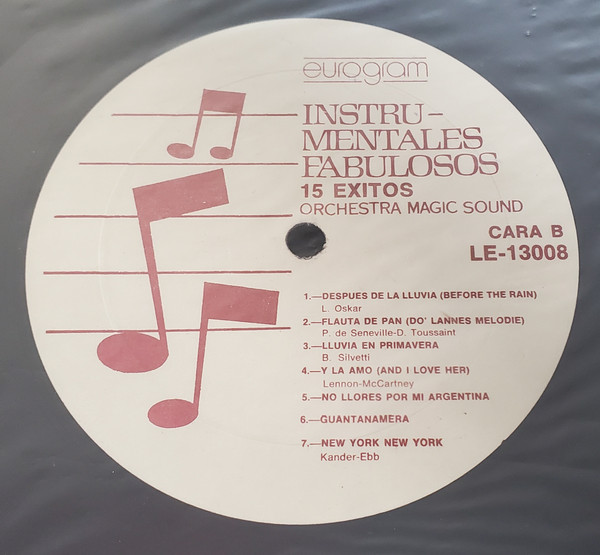 eurogram
INSTRU-
MENTALES
FABULOSOS
15 EXITOS
ORCHESTRA MAGIC SOUND
CARA B
LE-13008
1.—DESPUES DE LA LLUVIA (BEFORE THE RAIN)
L. Oskar
2.—FLAUTA DE PAN (DO' LANNES MELODIE)
P. de Seneville-D. Toussaint
3.—LLUVIA EN PRIMAVERA
B. Silvetti
4.—Y LA AMO (AND I LOVE HER)
Lennon-McCartney
5.—NO LLORES POR MI ARGENTINA
6.—GUANTANAMERA
7.—NEW YORK NEW YORK
Kander-Ebb